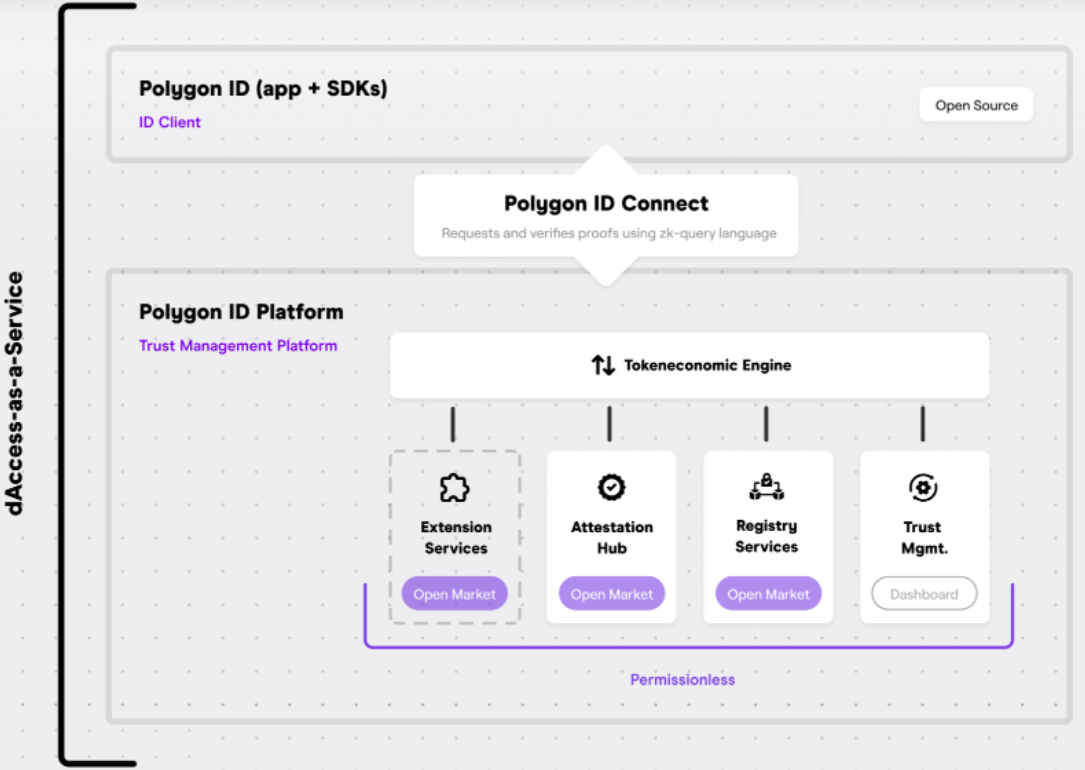 dAccess-as-a-Service
Polygon ID (app + SDKs)
ID Client
Open Source
Polygon ID Connect
Requests and verifies proofs using zk-query language
Polygon ID Platform
Trust Management Platform
Tokeneconomic Engine
Extension
Services
Open Market
Attestation
Hub
Open Market
Registry
Services
Open Market
Trust
Mgmt.
Dashboard
Permissionless